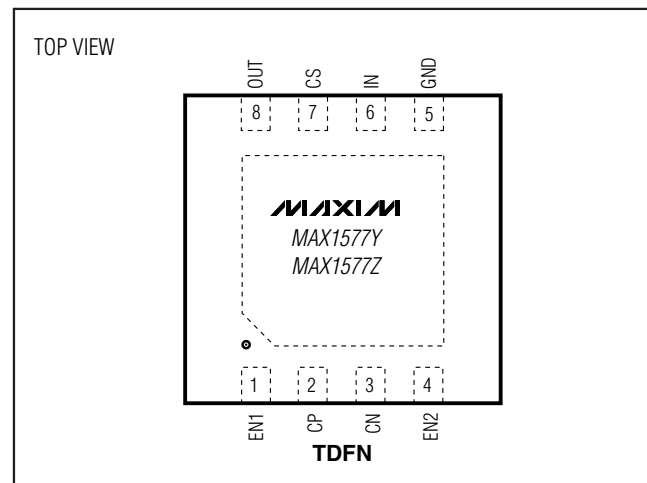 TOP VIEW
OUT CS IN GND
8 7 6 5
MAXIM
MAX1577Y
MAX1577Z
1 2 3 4
EN1 CP CN EN2
TDFN